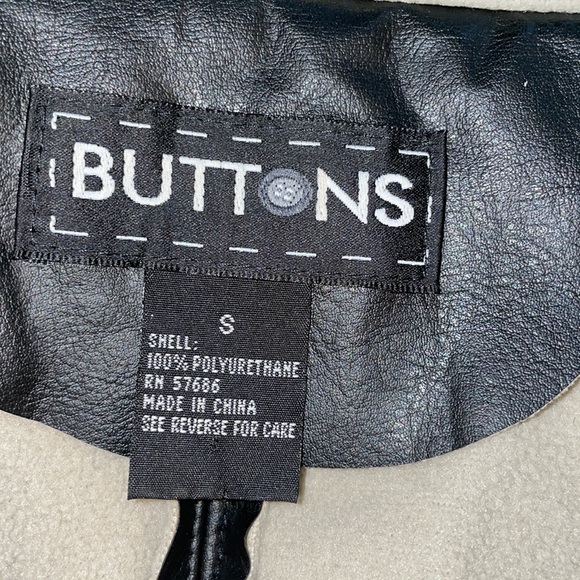 BUTTONS
S
SHELL:
100% POLYURETHANE
RN 57686
MADE IN CHINA
SEE REVERSE FOR CARE